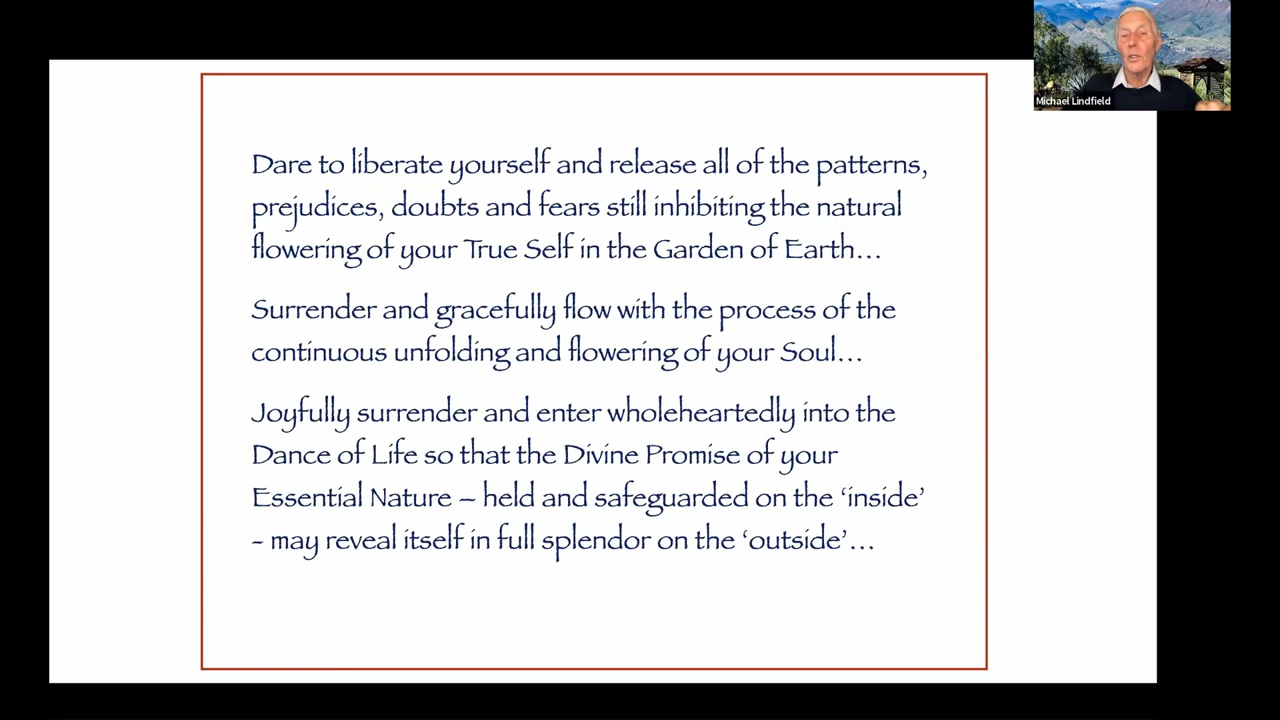 Michael Lindfield
Dare to liberate yourself and release all of the patterns,
prejudices, doubts and fears still inhibiting the natural
flowering of your True Self in the Garden of Earth…
Surrender and gracefully flow with the process of the
continuous unfolding and flowering of your Soul…
Joyfully surrender and enter wholeheartedly into the
Dance of Life so that the Divine Promise of your
Essential Nature – held and safeguarded on the ‘inside’
- may reveal itself in full splendor on the ‘outside’…